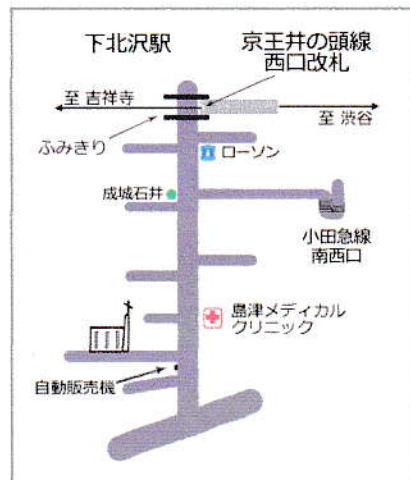 下北沢駅
京王井の頭線
西口改札
至 吉祥寺
至 渋谷
ふみきり
ローソン
成城石井
小田急線
南西口
島津メディカル
クリニック
自動販売機